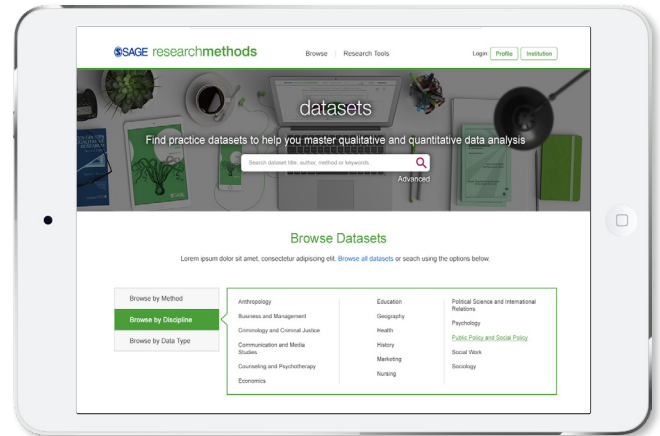 SAGE researchmethods
Browse | Research Tools
Login: Profile Institution
datasets
Find practice datasets to help you master qualitative and quantitative data analysis
Search dataset title, author, method or keywords
Advanced
Browse Datasets
Lorem ipsum dolor sit amet, consectetur adipiscing elit. Browse all datasets or seach using the options below.
Browse by Method
Browse by Discipline
Browse by Data Type
Anthropology
Business and Management
Criminology and Criminal Justice
Communication and Media
Studies
Counseling and Psychotherapy
Economics
Education
Geography
Health
History
Marketing
Nursing
Political Science and International
Relations
Psychology
Public Policy and Social Policy
Social Work
Sociology